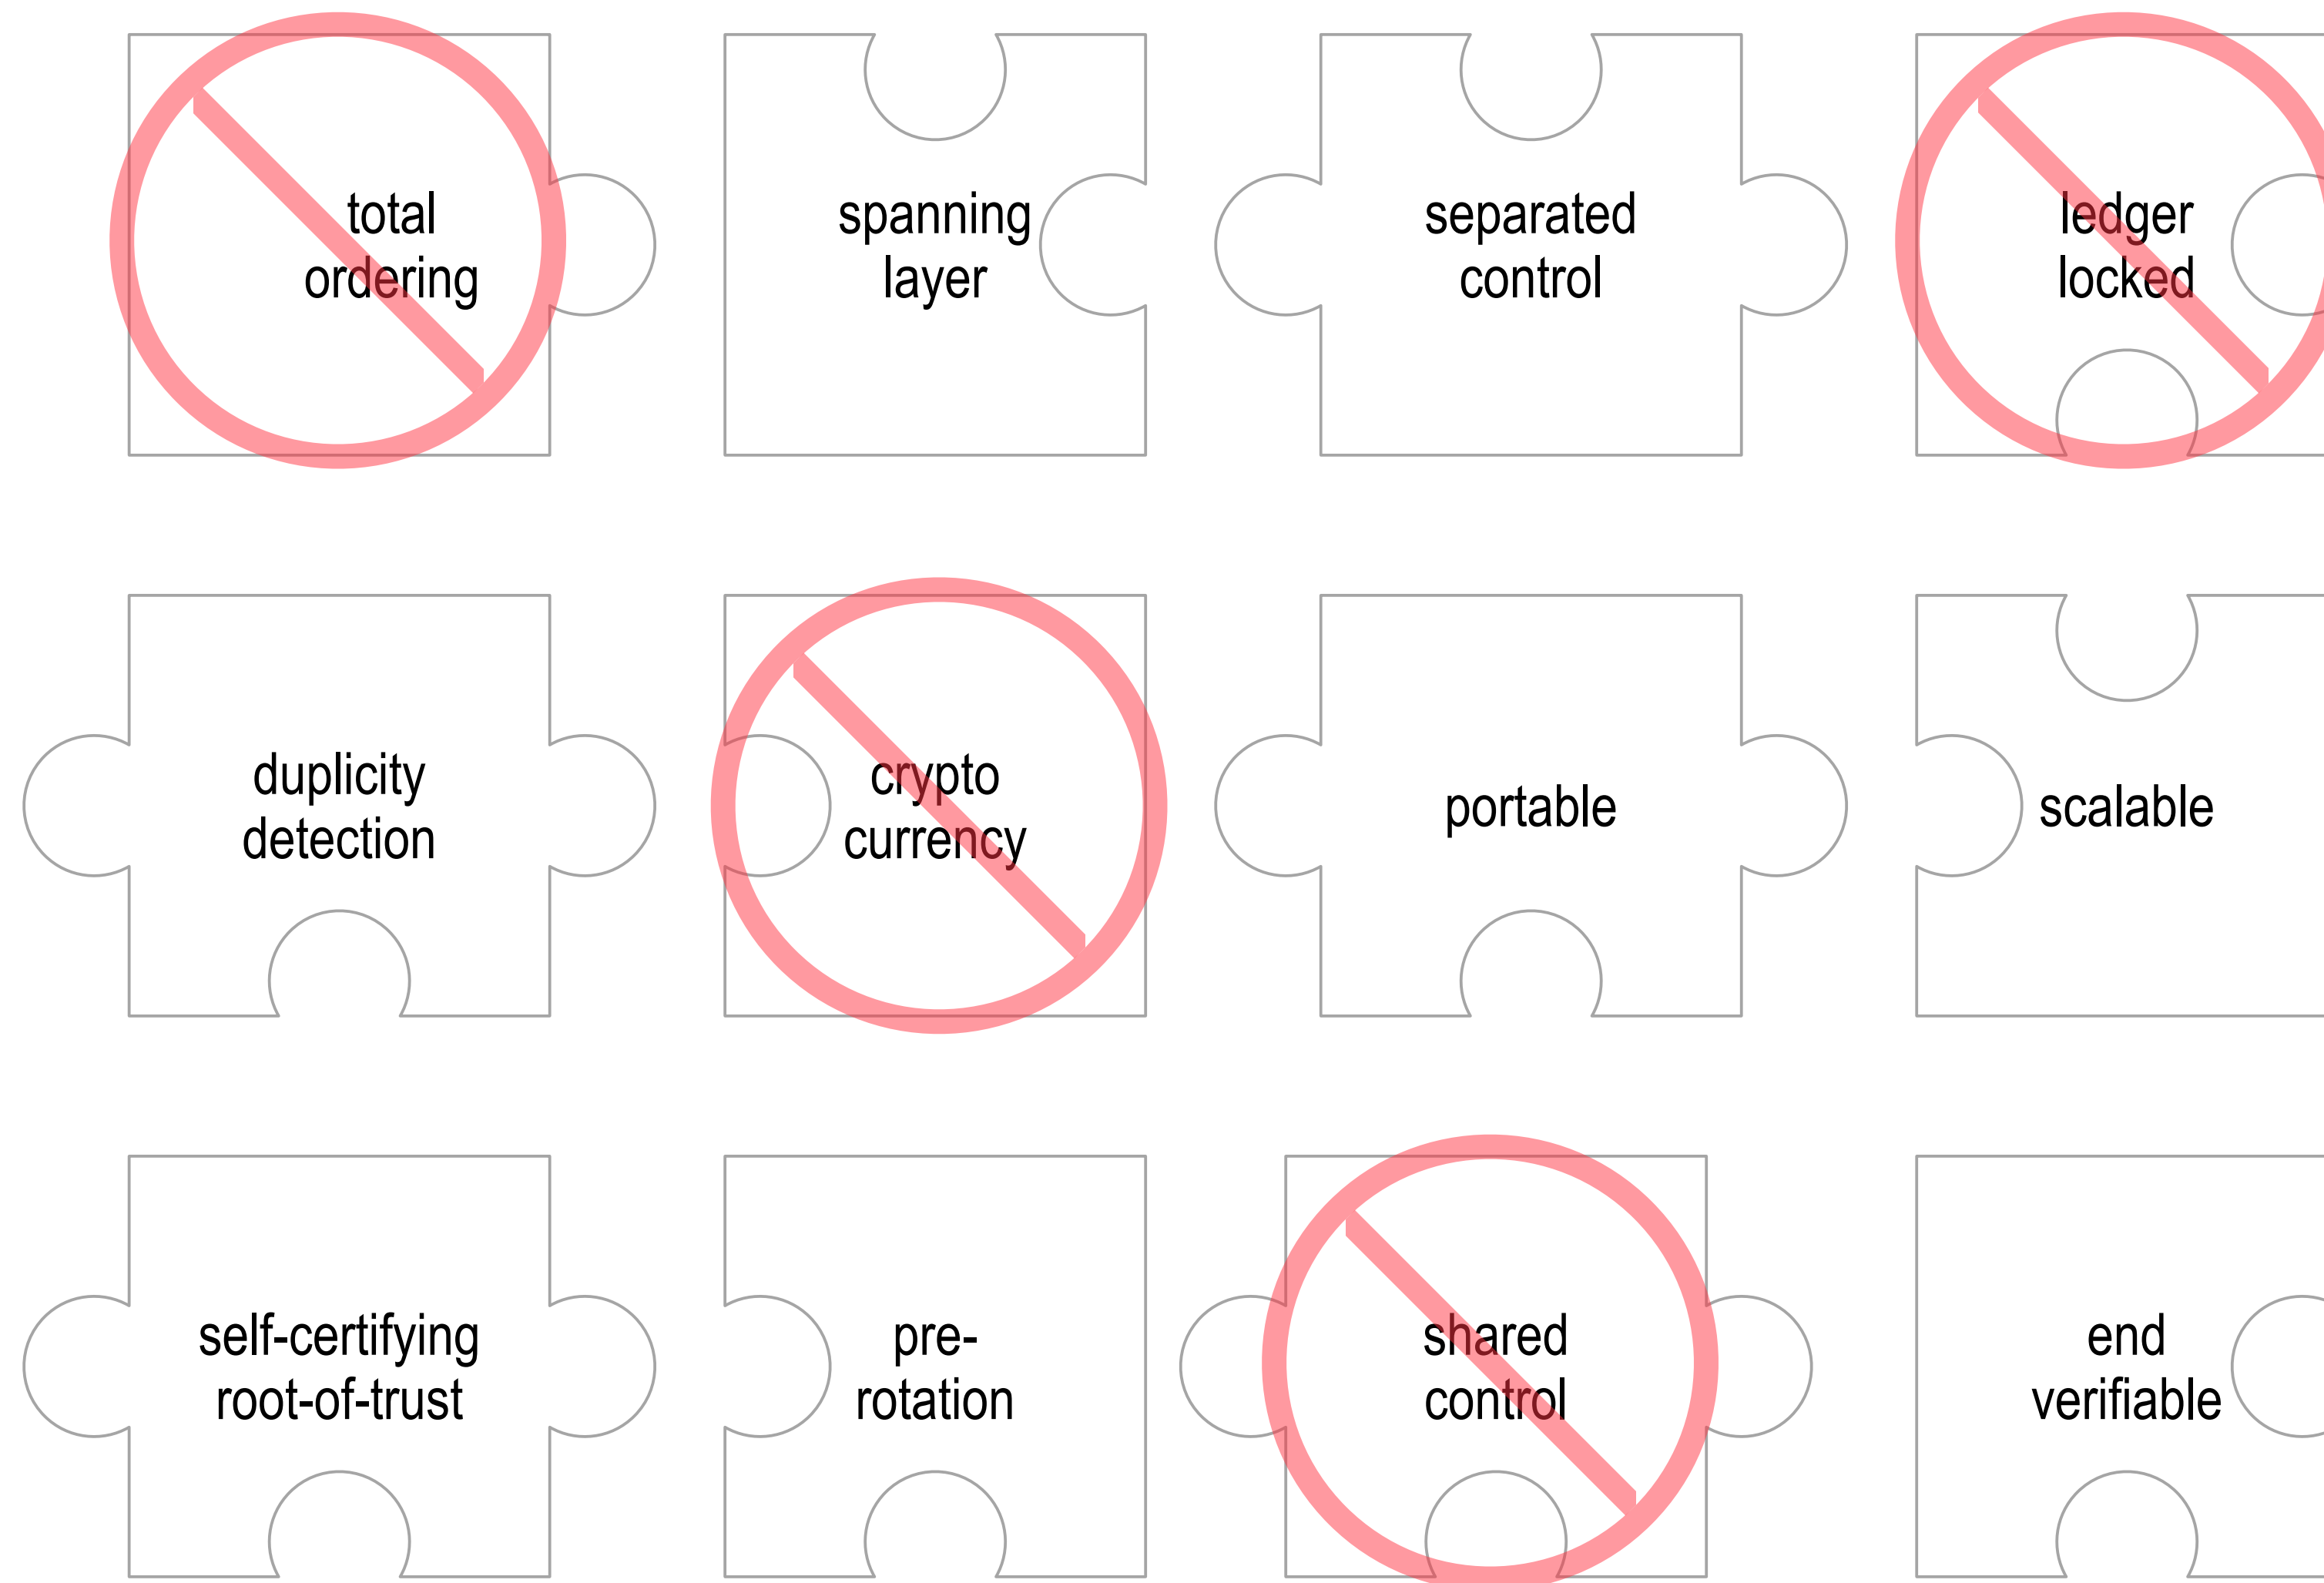 total
ordering
spanning
layer
separated
control
ledger
locked
duplicity
detection
crypto
currency
portable
scalable
self-certifying
root-of-trust
pre-
rotation
shared
control
end
verifiable